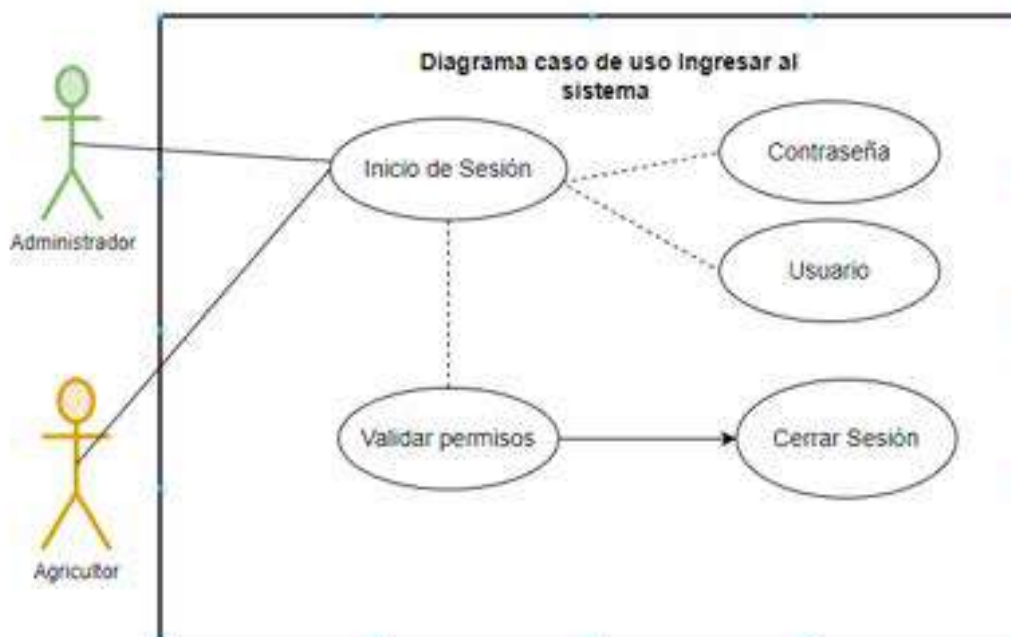 Diagrama caso de uso Ingresar al
sistema
Administrador
Inicio de Sesión
Contraseña
Usuario
Agricultor
Validar permisos
Cerrar Sesión